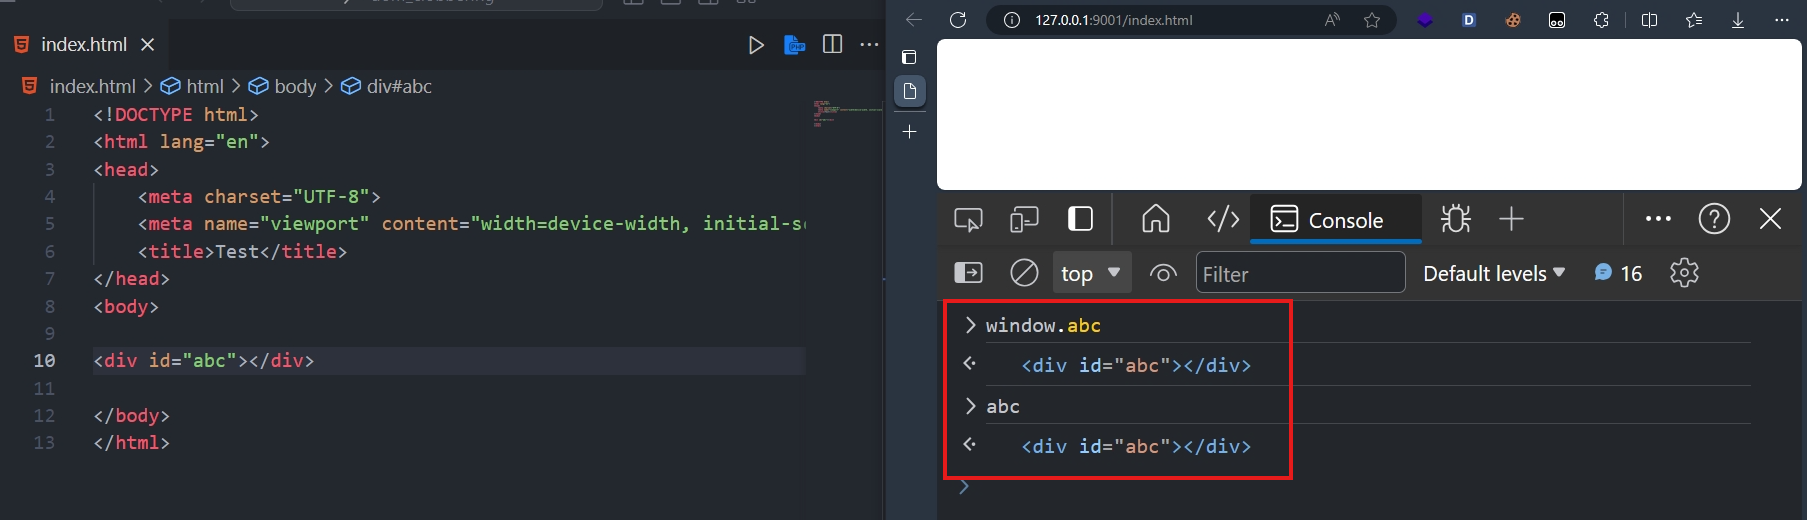 index.html
index.html > html > body > div#abc
1 <!DOCTYPE html>
2 <html lang="en">
3 <head>
4 <meta charset="UTF-8">
5 <meta name="viewport" content="width=device-width, initial-s
6 <title>Test</title>
7 </head>
8 <body>
9
10 <div id="abc"></div>
11
12 </body>
13 </html>
127.0.0.1:9001/index.html
Console
top Filter Default levels 16
> window.abc
<div id="abc"></div>
> abc
<div id="abc"></div>
>